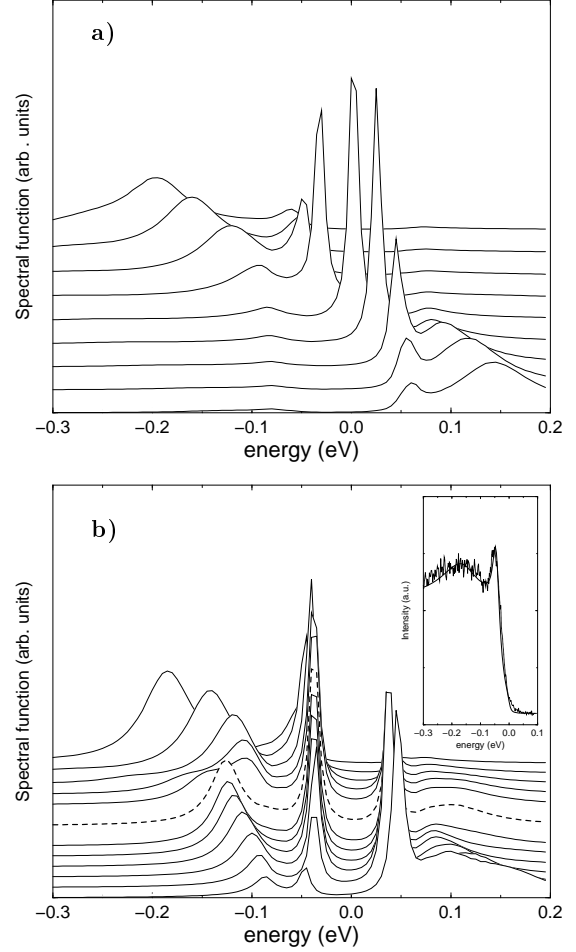 a)
Spectral function (arb. units)
−0.3 −0.2 −0.1 0.0 0.1 0.2
energy (eV)
b)
Spectral function (arb. units)
Intensity (a.u.)
−0.3 −0.2 −0.1 0.0 0.1
energy (eV)
−0.3 −0.2 −0.1 0.0 0.1 0.2
energy (eV)